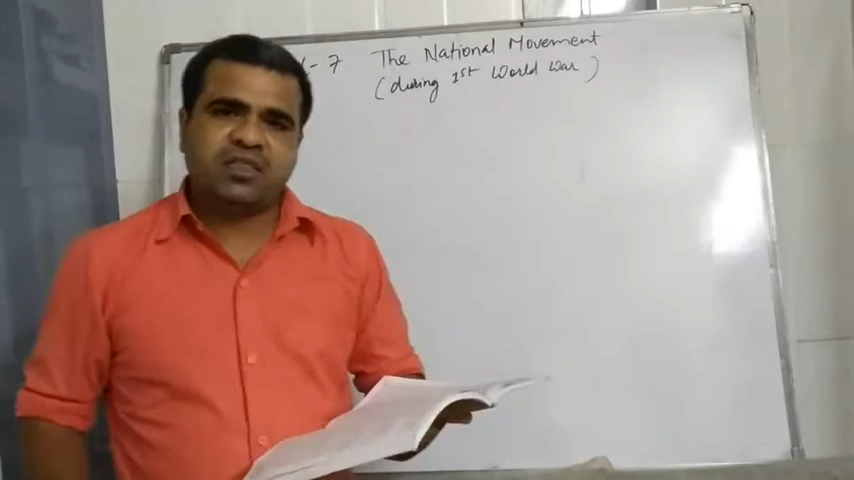 - 7 The National Movement
(during 1st World War)